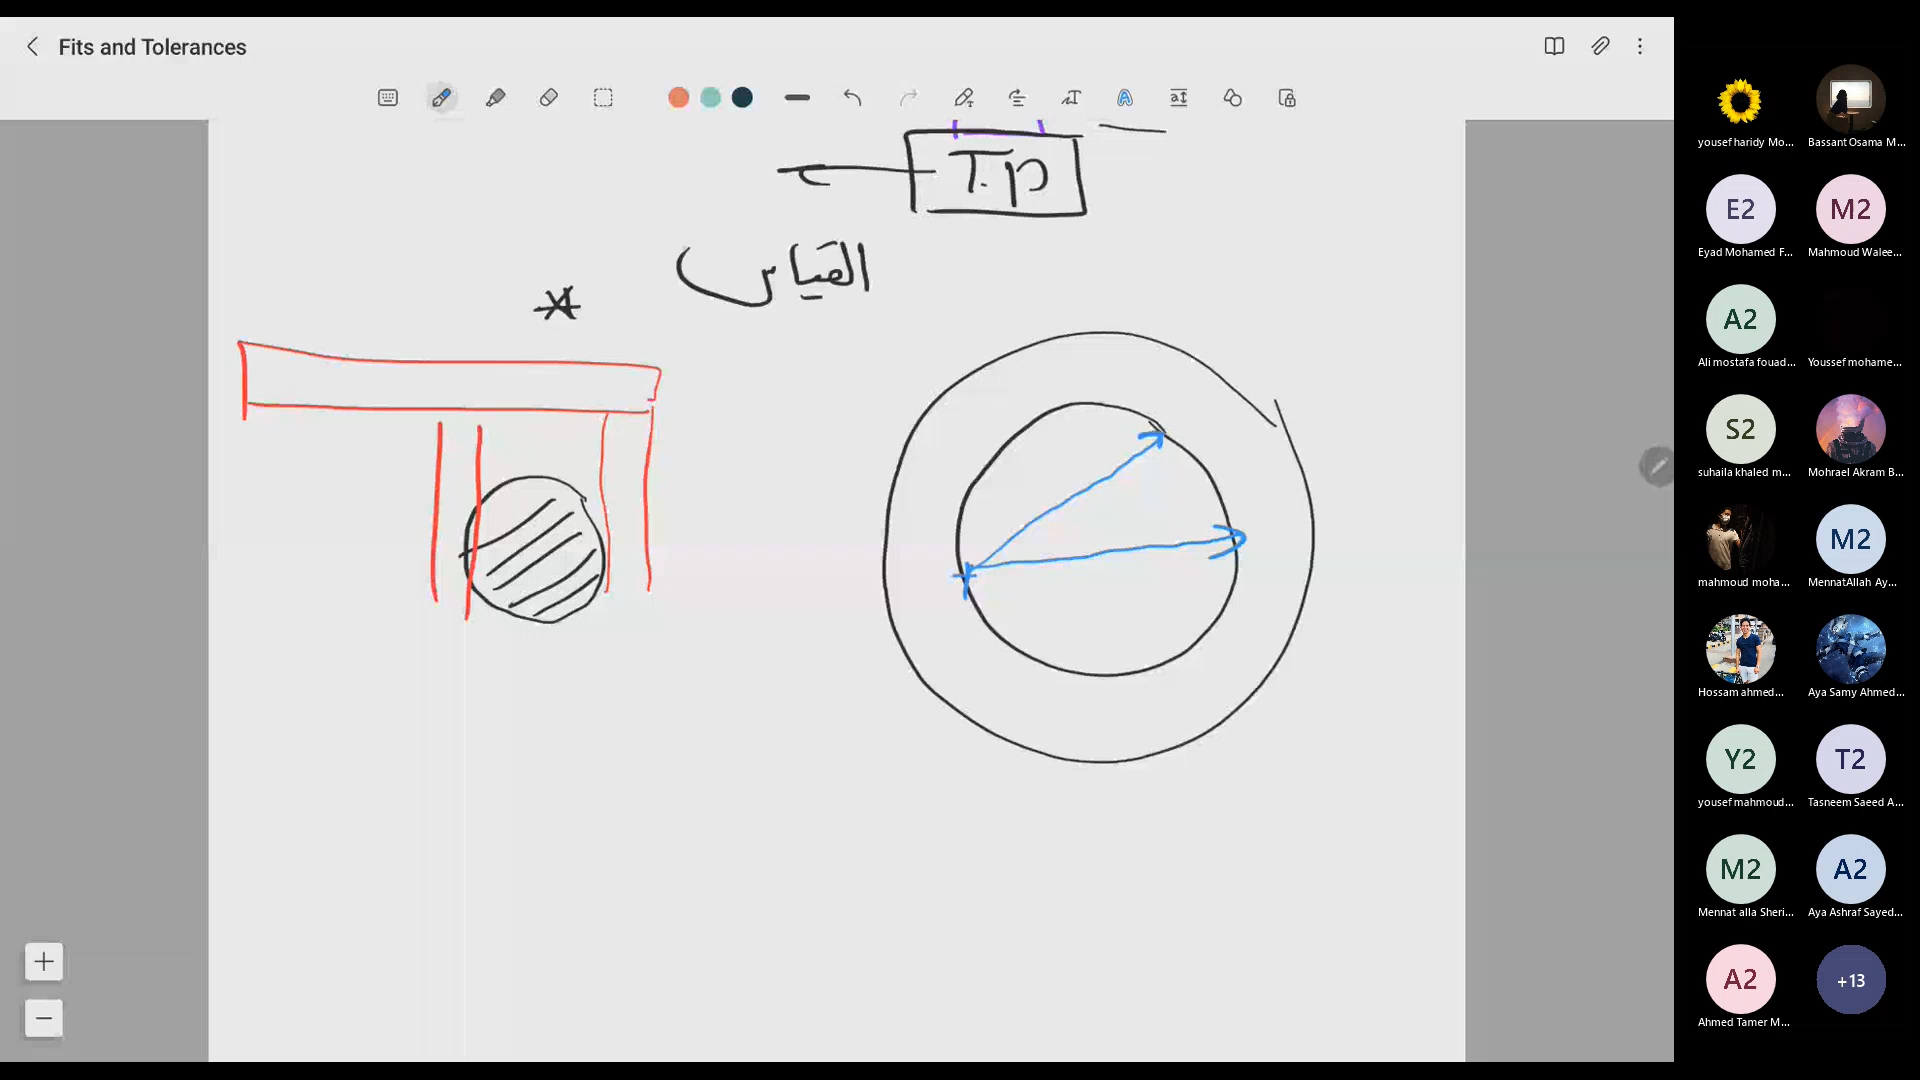 Fits and Tolerances
T.P
القياس
yousef haridy Mo...
Bassant Osama M...
E2
M2
Eyad Mohamed F...
Mahmoud Walee...
A2
Ali mostafa fouad...
Youssef mohame...
S2
suhaila khaled m...
Mohrael Akram B...
M2
mahmoud moha...
MennatAllah Ay...
Hossam ahmed...
Aya Samy Ahmed...
Y2
T2
yousef mahmoud...
Tasneem Saeed A...
M2
A2
Mennat alla Sheri...
Aya Ashraf Sayed...
A2
+13
Ahmed Tamer M...